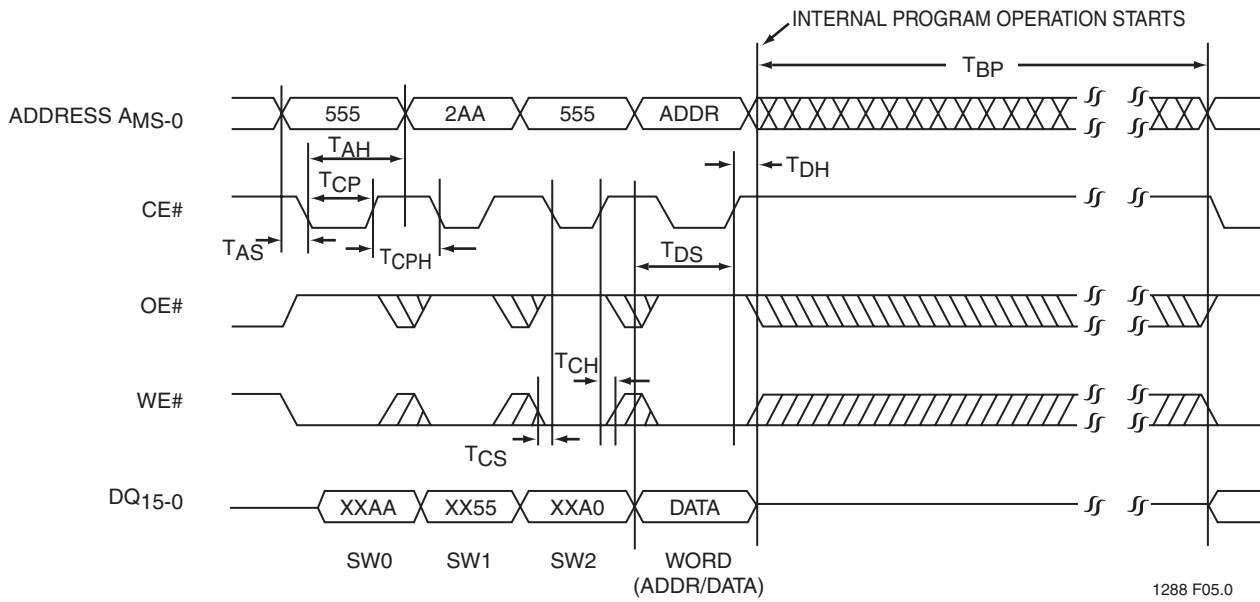 INTERNAL PROGRAM OPERATION STARTS
TBP
ADDRESS AMS-0
555
2AA
555
ADDR
TAH
TDH
TCP
CE#
TAS
TCPH
TDS
OE#
TCH
WE#
TCS
DQ15-0
XXAA
XX55
XXA0
DATA
SW0
SW1
SW2
WORD
(ADDR/DATA)
1288 F05.0